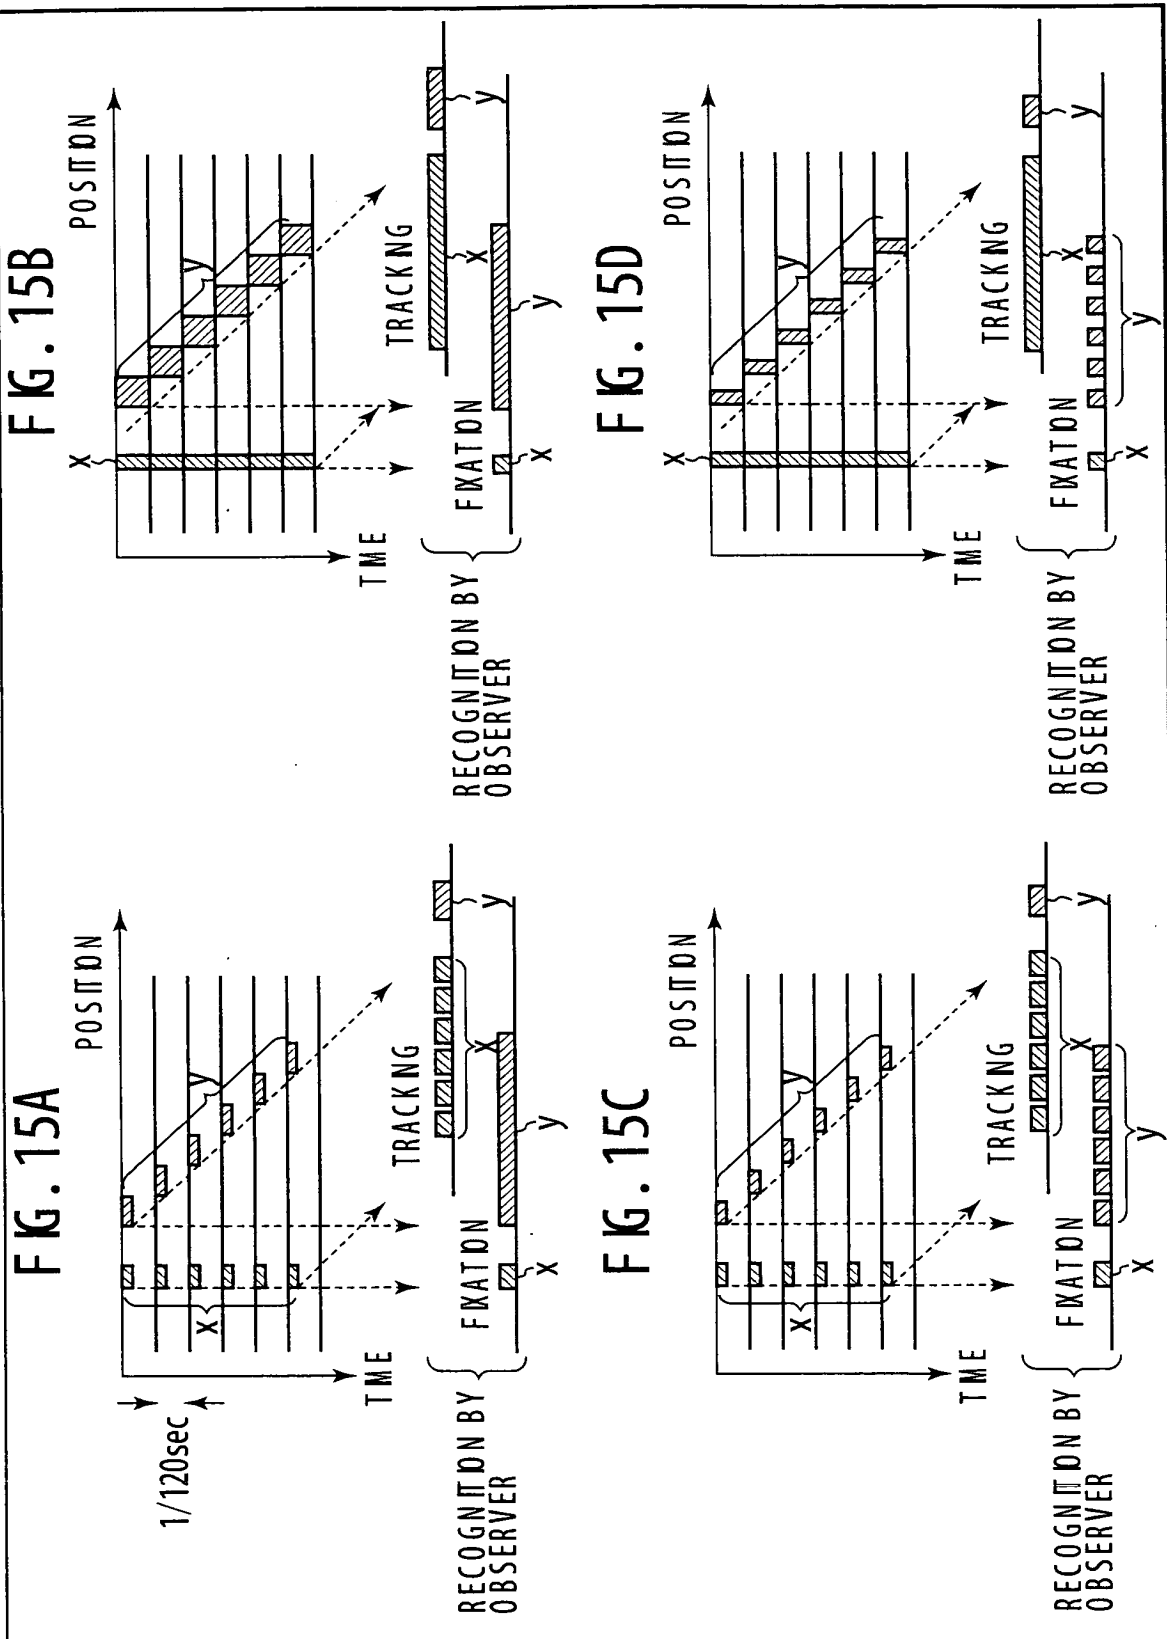 FIG. 15A
POSITION
1/120sec
y
x
TIME
TRACKING
y
x
FIXATION
y
x
RECOGNITION BY
OBSERVER
FIG. 15B
POSITION
x
y
TIME
TRACKING
y
x
FIXATION
y
x
RECOGNITION BY
OBSERVER
FIG. 15C
POSITION
y
x
TIME
TRACKING
y
x
FIXATION
y
x
RECOGNITION BY
OBSERVER
FIG. 15D
POSITION
x
y
TIME
TRACKING
y
x
FIXATION
y
x
RECOGNITION BY
OBSERVER